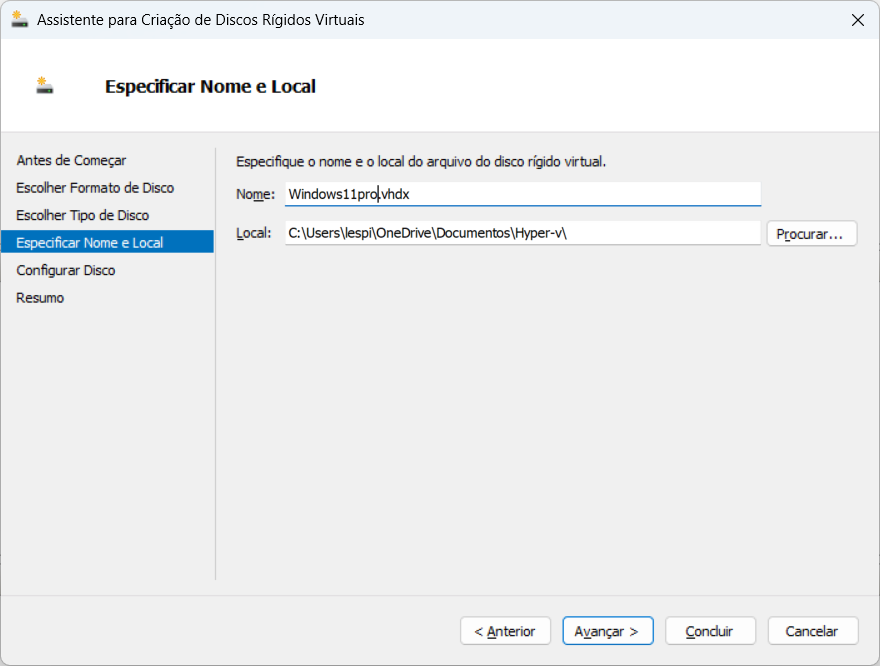 Assistente para Criação de Discos Rígidos Virtuais
Especificar Nome e Local
Antes de Começar
Escolher Formato de Disco
Escolher Tipo de Disco
Especificar Nome e Local
Configurar Disco
Resumo
Especifique o nome e o local do arquivo do disco rígido virtual.
Nome: Windows11pro.vhdx
Local: C:\Users\lespi\OneDrive\Documentos\Hyper-v\ Procurar...
< Anterior Avançar > Concluir Cancelar